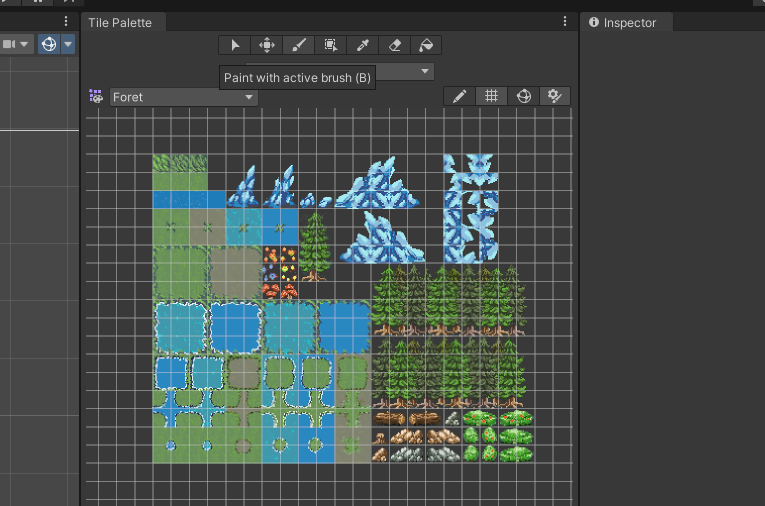 Tile Palette
Inspector
Paint with active brush (B)
Foret